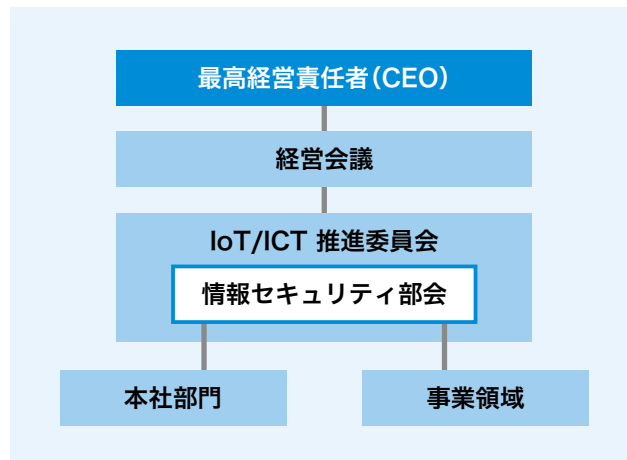 最高経営責任者(CEO)
経営会議
IoT/ICT 推進委員会
情報セキュリティ部会
本社部門
事業領域